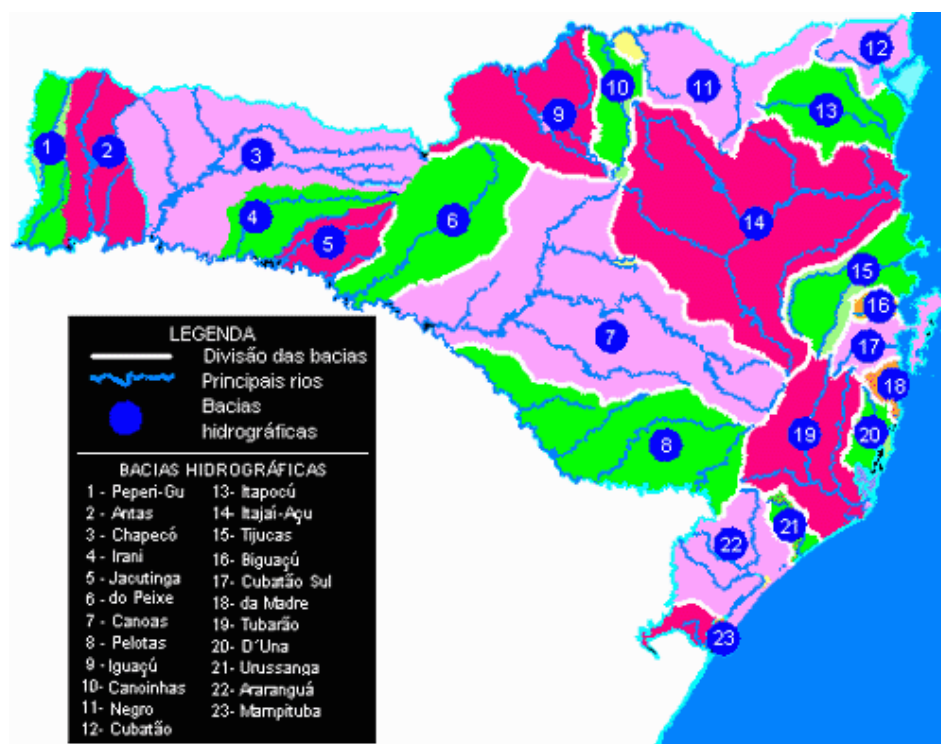 12
10
11
9
13
1
2
3
14
4
6
5
15
16
7
17
18
19
20
8
21
22
23
LEGENDA
Divisão das bacias
Principais rios
Bacias
hidrográficas
BACIAS HIDROGRÁFICAS
1 - Peperi-Gu
2 - Antas
3 - Chapecó
4 - Irani
5 - Jacutinga
6 - do Peixe
7 - Canoas
8 - Pelotas
9 - Iguaçú
10- Canoinhas
11- Negro
12- Cubatão
13- Itapocú
14- Itajaí-Açu
15- Tijucas
16- Biguaçú
17- Cubatão Sul
18- da Madre
19- Tubarão
20- D´Una
21- Urussanga
22- Araranguá
23- Mampituba